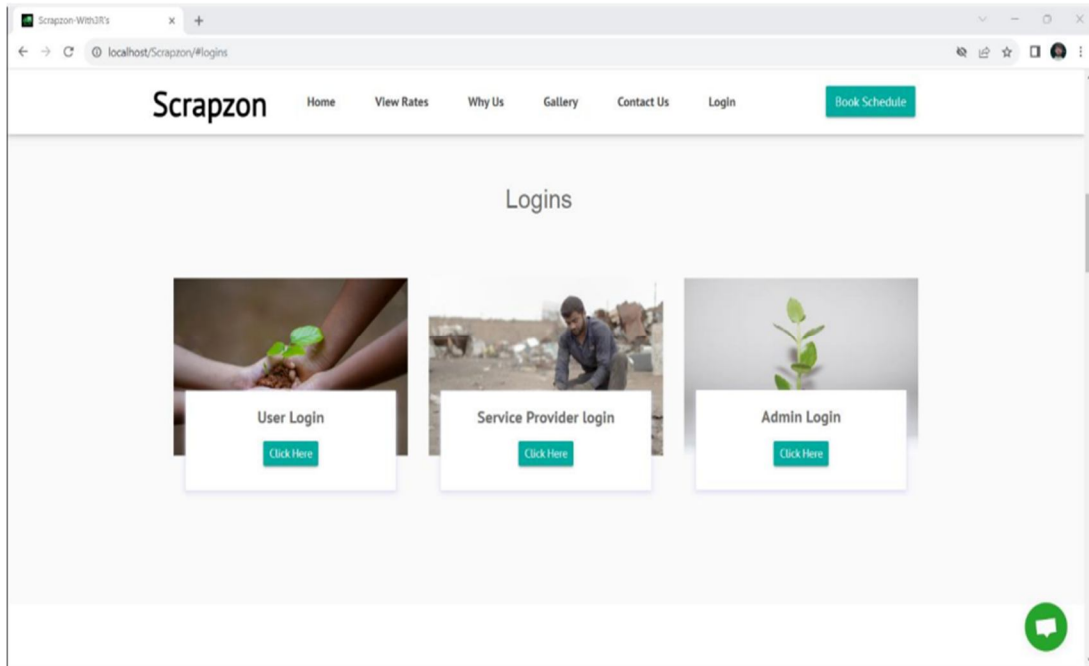 Scrapzon-With3R's
localhost/Scrapzon/#logins
Scrapzon Home View Rates Why Us Gallery Contact Us Login Book Schedule
Logins
User Login Service Provider login Admin Login
Click Here Click Here Click Here